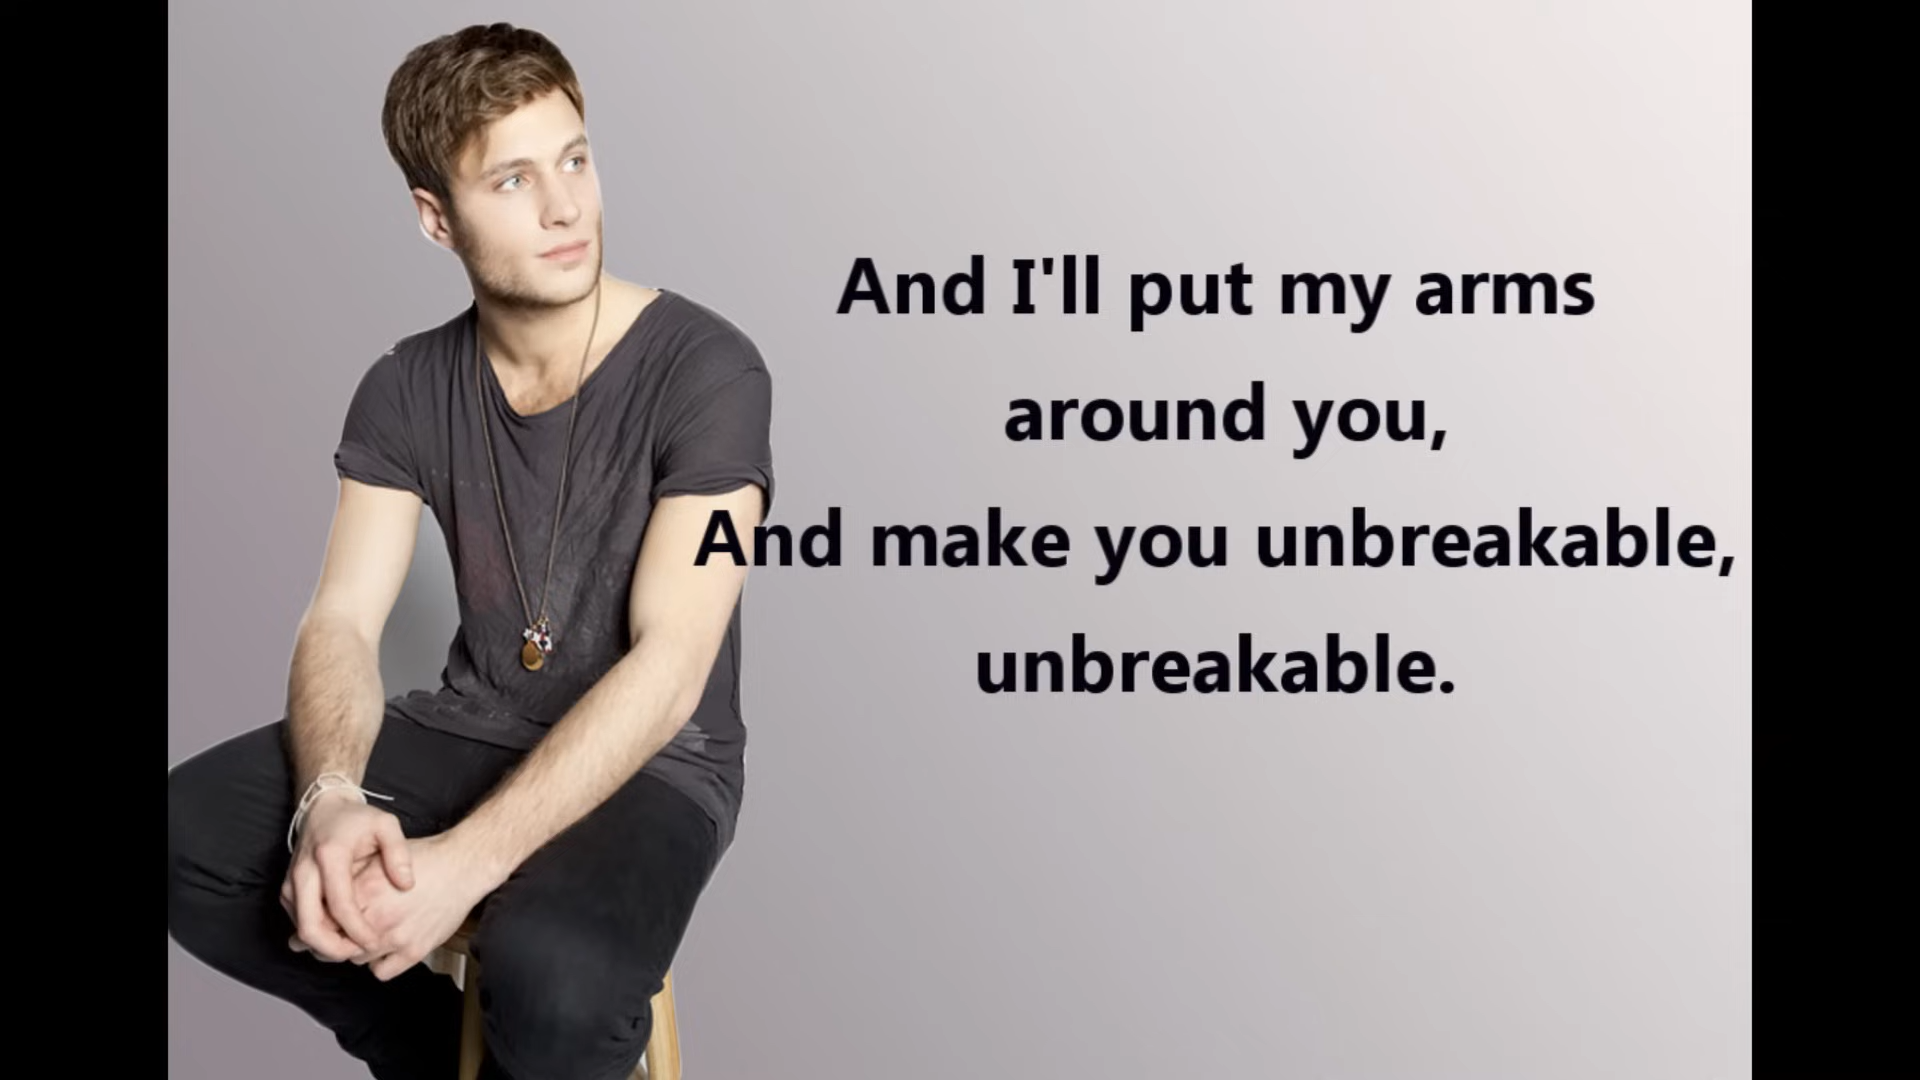 And I'll put my arms
around you,
And make you unbreakable,
unbreakable.